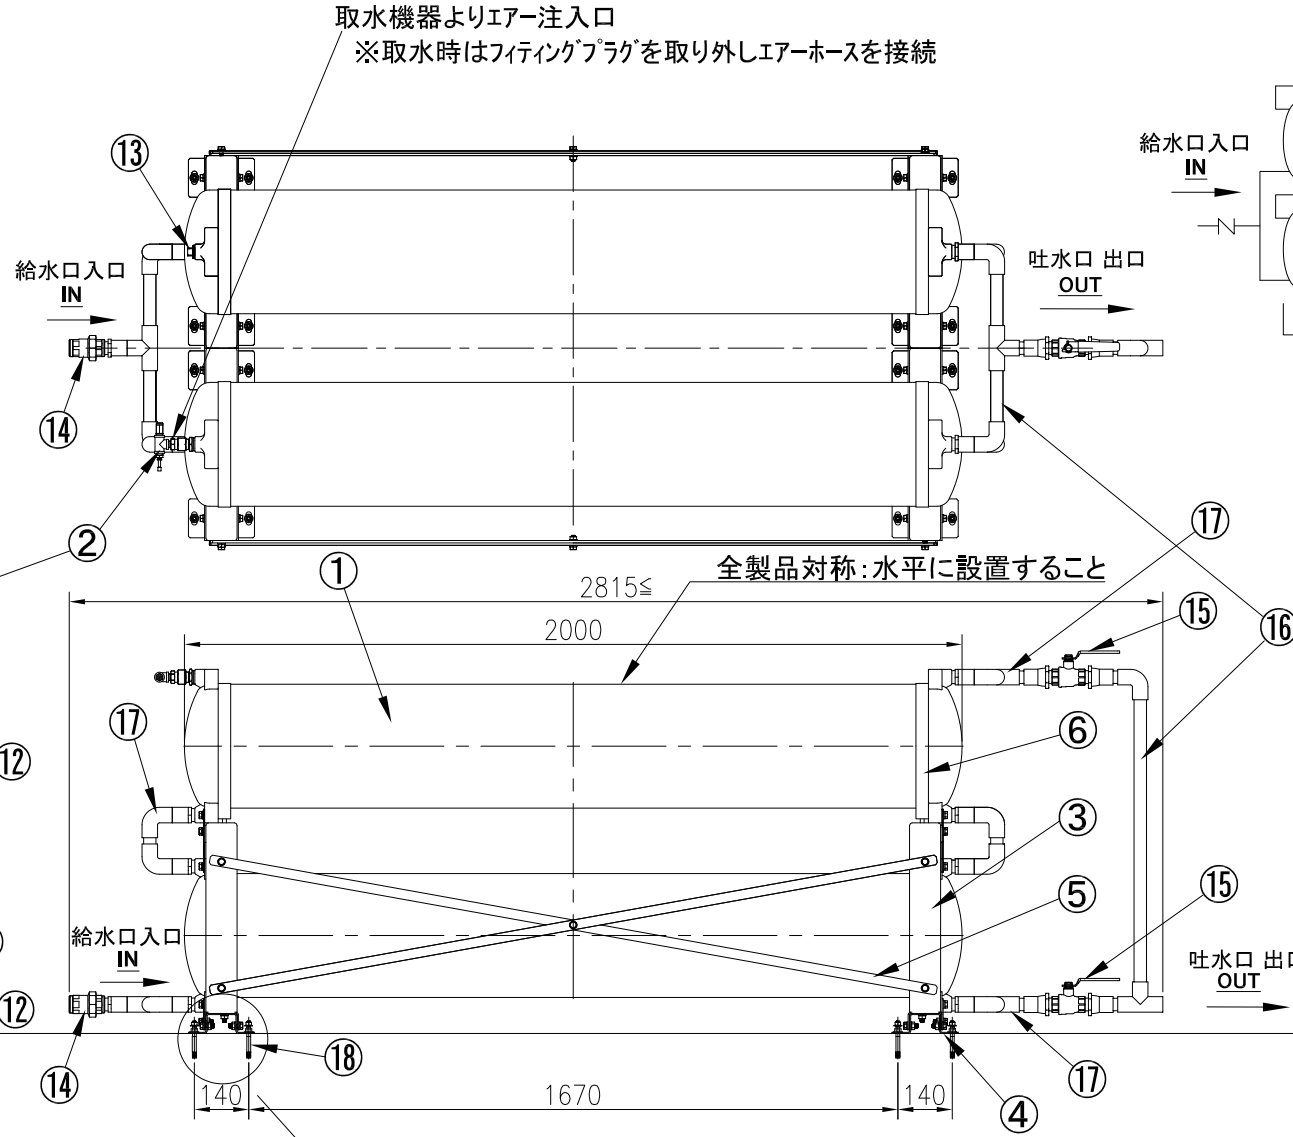 取水機器よりエアー注入口
※取水時はフィティングプラグを取り外しエアーホースを接続
⑬
給水口入口
IN
給水口入口
IN
吐水口 出口
OUT
⑭
②
①
⑰
全製品対称:水平に設置すること
2815≦
⑮
⑯
2000
⑰
⑥
⑫
③
⑤
⑮
給水口入口
IN
吐水口 出口
OUT
⑫
⑭
⑱
⑰
④
140
1670
140